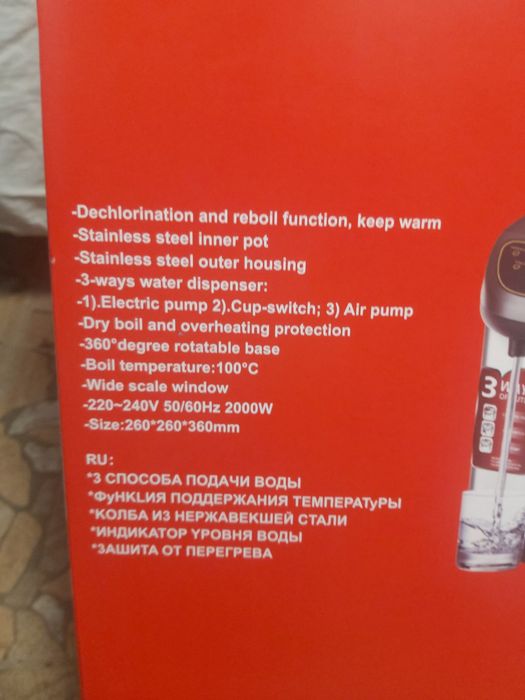 -Dechlorination and reboil function, keep warm
-Stainless steel inner pot
-Stainless steel outer housing
-3-ways water dispenser:
-1).Electric pump 2).Cup-switch; 3) Air pump
-Dry boil and overheating protection
-360°degree rotatable base
-Boil temperature:100°C
-Wide scale window
-220~240V 50/60Hz 2000W
-Size:260*260*360mm
RU:
*3 СПОСОБА ПОДАЧИ ВОДЫ
*ФуНКLИЯ ПОДДЕРЖАНИЯ ТЕМПЕРАТуРЫ
*КОЛБА ИЗ НЕРЖАВЕКШЕЙ СТАЛИ
*ИНДИКАТОР YРОВНЯ ВОДЫ
*ЗАШИТА ОТ ПЕРЕГРЕВА
3